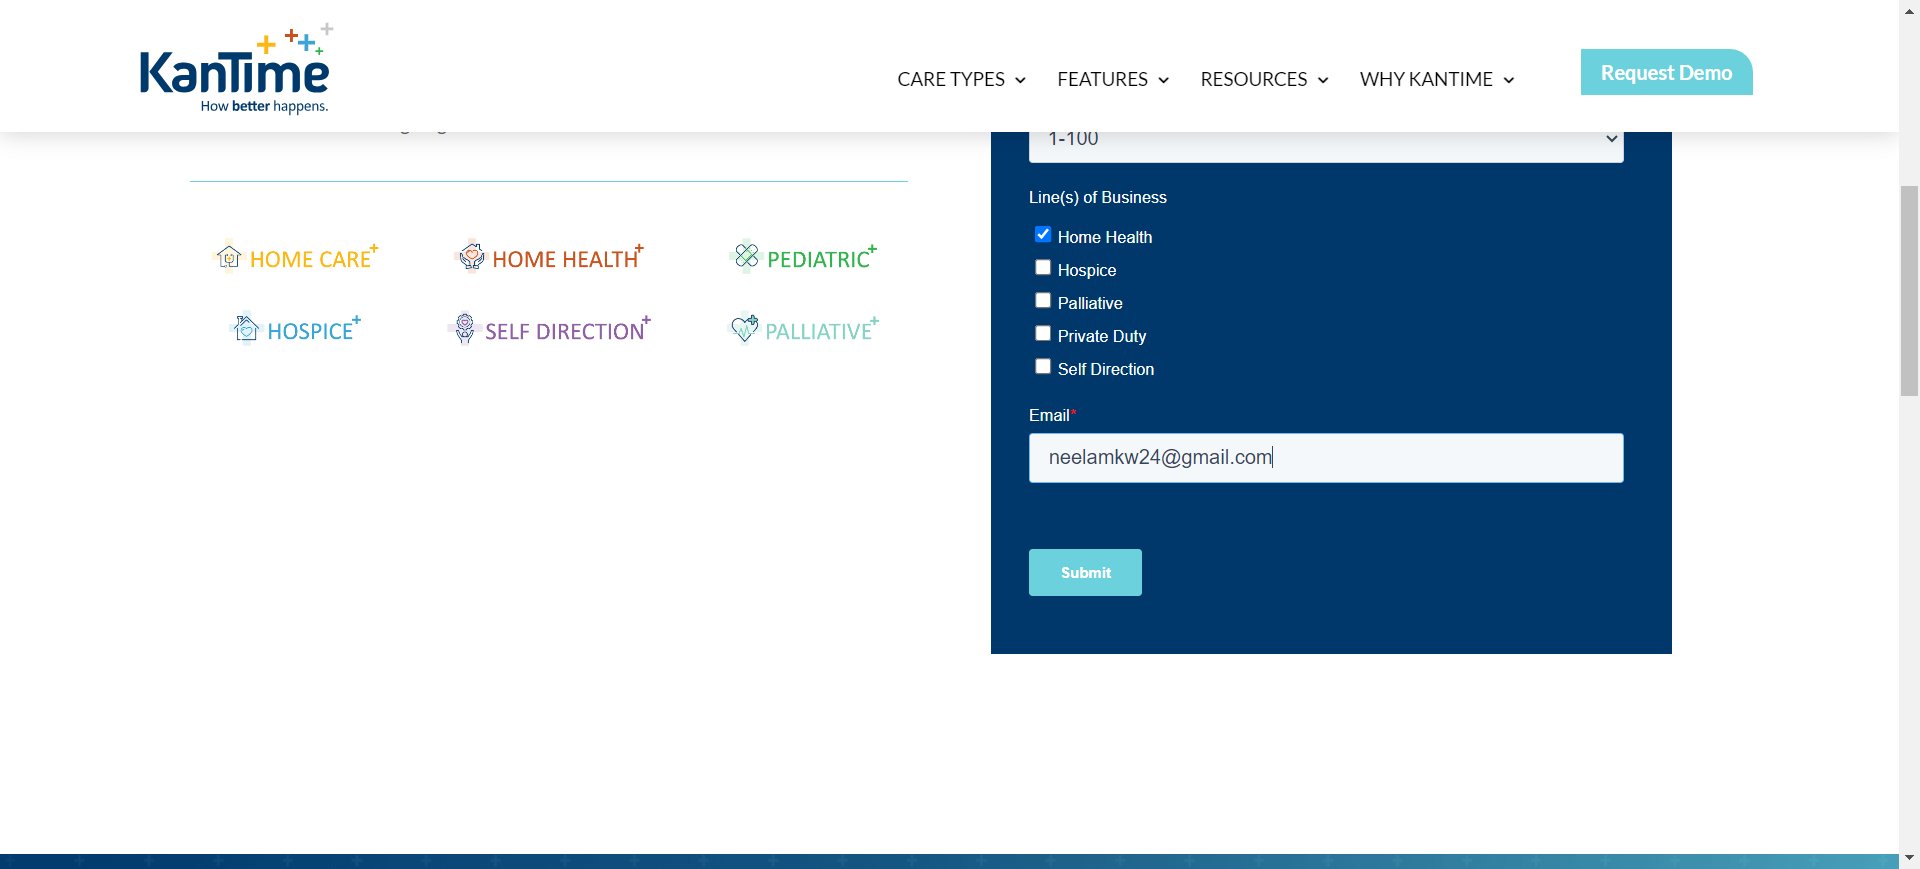 KanTime
How better happens.
CARE TYPES
FEATURES
RESOURCES
WHY KANTIME
Request Demo
1-100
Line(s) of Business
Home Health
Hospice
Palliative
Private Duty
Self Direction
HOME CARE+
HOME HEALTH+
PEDIATRIC+
HOSPICE+
SELF DIRECTION+
PALLIATIVE+
Email*
neelamkw24@gmail.com
Submit